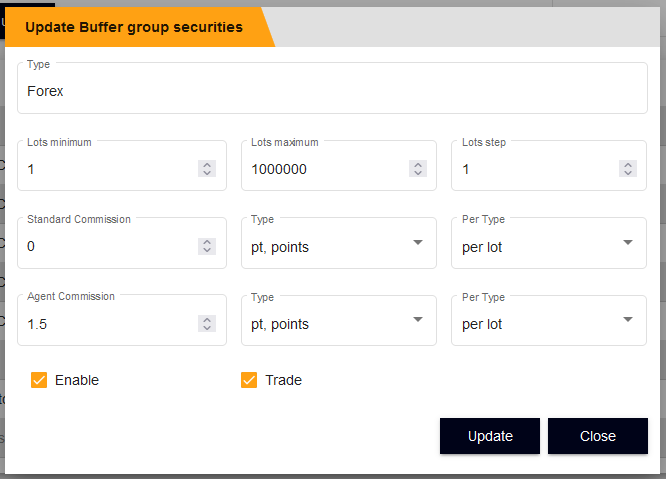 Update Buffer group securities
Type
Forex
Lots minimum
Lots maximum
Lots step
1
1000000
1
Standard Commission
Type
Per Type
0
pt, points
per lot
Agent Commission
Type
Per Type
1.5
pt, points
per lot
Enable
Trade
Update
Close